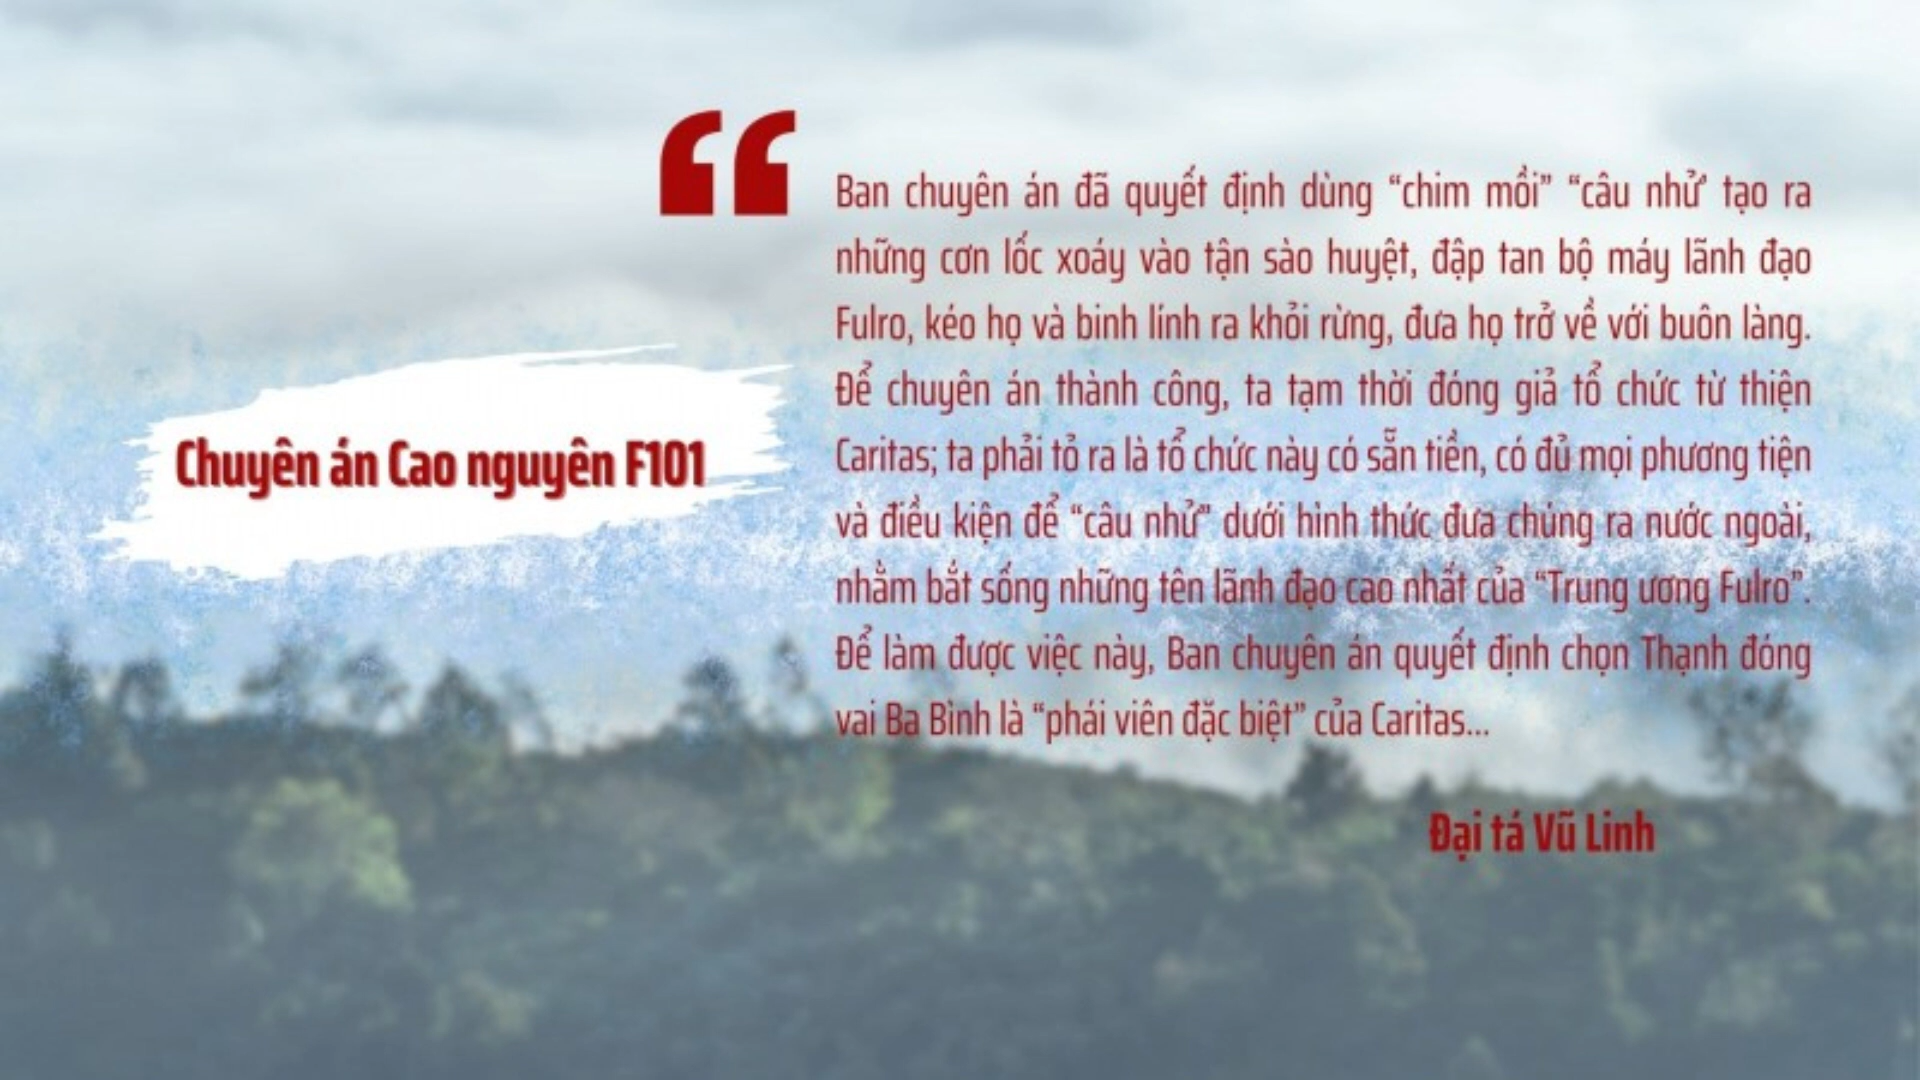 “
Ban chuyên án đã quyết định dùng “chim mồi” “câu nhử” tạo ra
những cơn lốc xoáy vào tận sào huyệt, đập tan bộ máy lãnh đạo
Fulro, kéo họ và binh lính ra khỏi rừng, đưa họ trở về với buôn làng.
Để chuyên án thành công, ta tạm thời đóng giả tổ chức từ thiện
Caritas; ta phải tỏ ra là tổ chức này có sẵn tiền, có đủ mọi phương tiện
và điều kiện để “câu nhử” dưới hình thức đưa chúng ra nước ngoài,
nhằm bắt sống những tên lãnh đạo cao nhất của “Trung ương Fulro”.
Để làm được việc này, Ban chuyên án quyết định chọn Thạnh đóng
vai Ba Bình là “phái viên đặc biệt” của Caritas...
Chuyên án Cao nguyên F101
Đại tá Vũ Linh